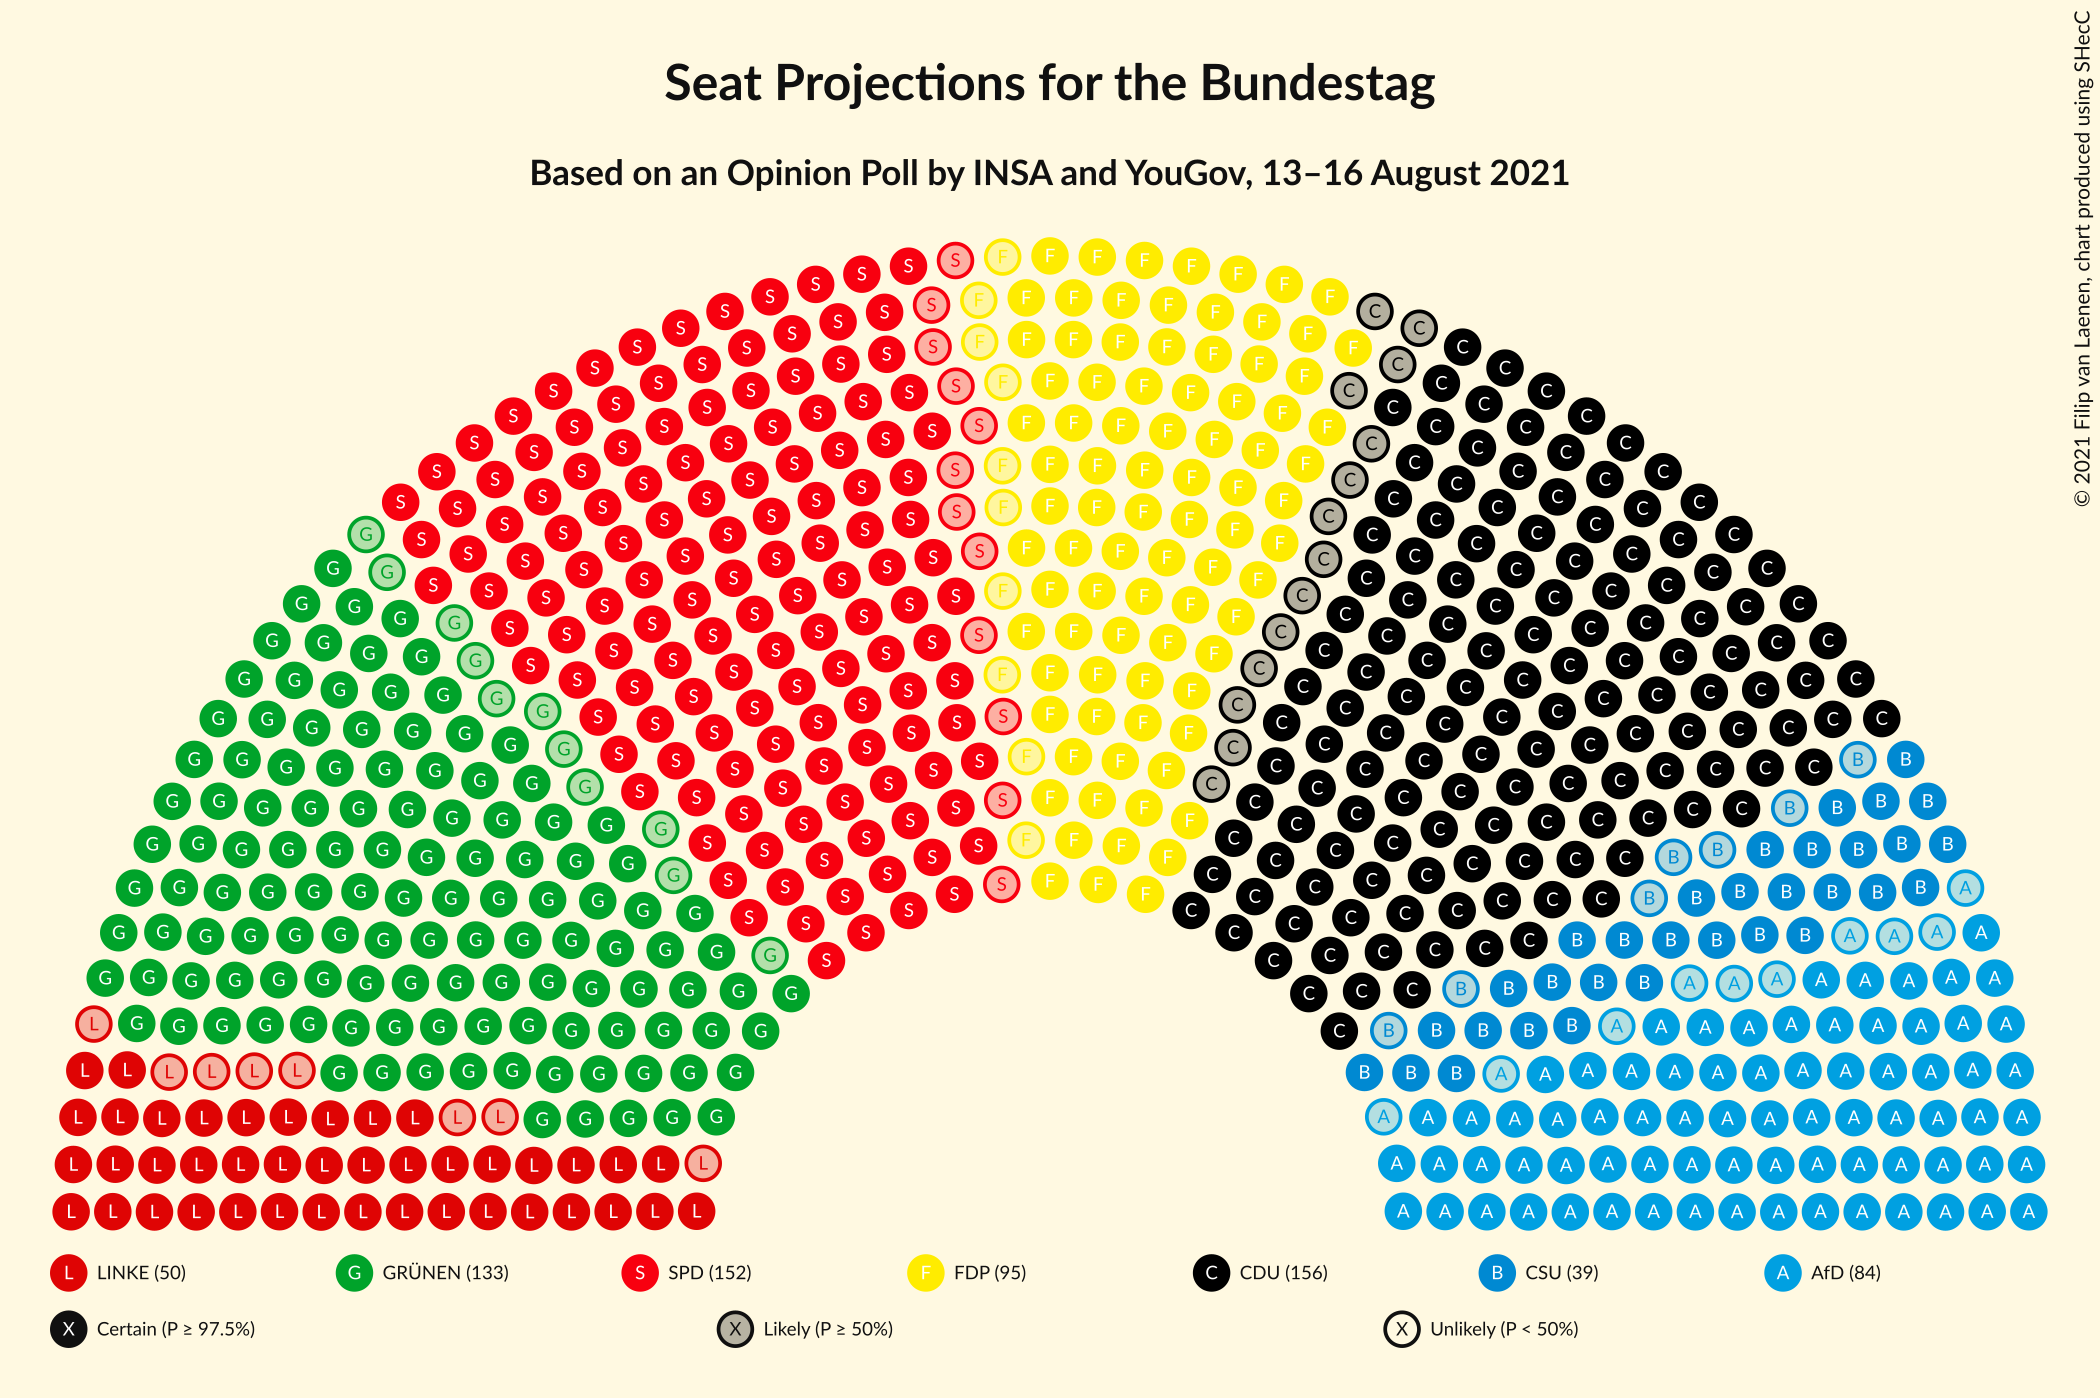 Seat Projections for the Bundestag
Based on an Opinion Poll by INSA and YouGov, 13–16 August 2021
© 2021 Filip van Laenen, chart produced using SHecC
L LINKE (50)
G GRÜNEN (133)
S SPD (152)
F FDP (95)
C CDU (156)
B CSU (39)
A AfD (84)
X Certain (P ≥ 97.5%)
X Likely (P ≥ 50%)
X Unlikely (P < 50%)